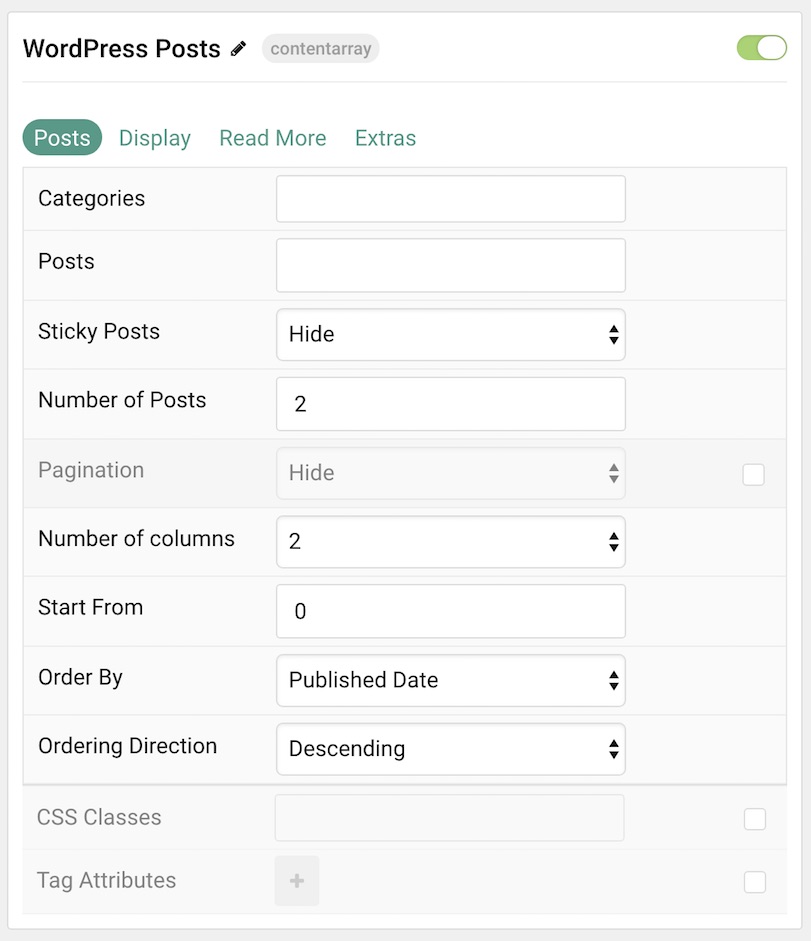 WordPress Posts contentarray
Posts Display Read More Extras
Categories
Posts
Sticky Posts Hide
Number of Posts 2
Pagination Hide
Number of columns 2
Start From 0
Order By Published Date
Ordering Direction Descending
CSS Classes
Tag Attributes +